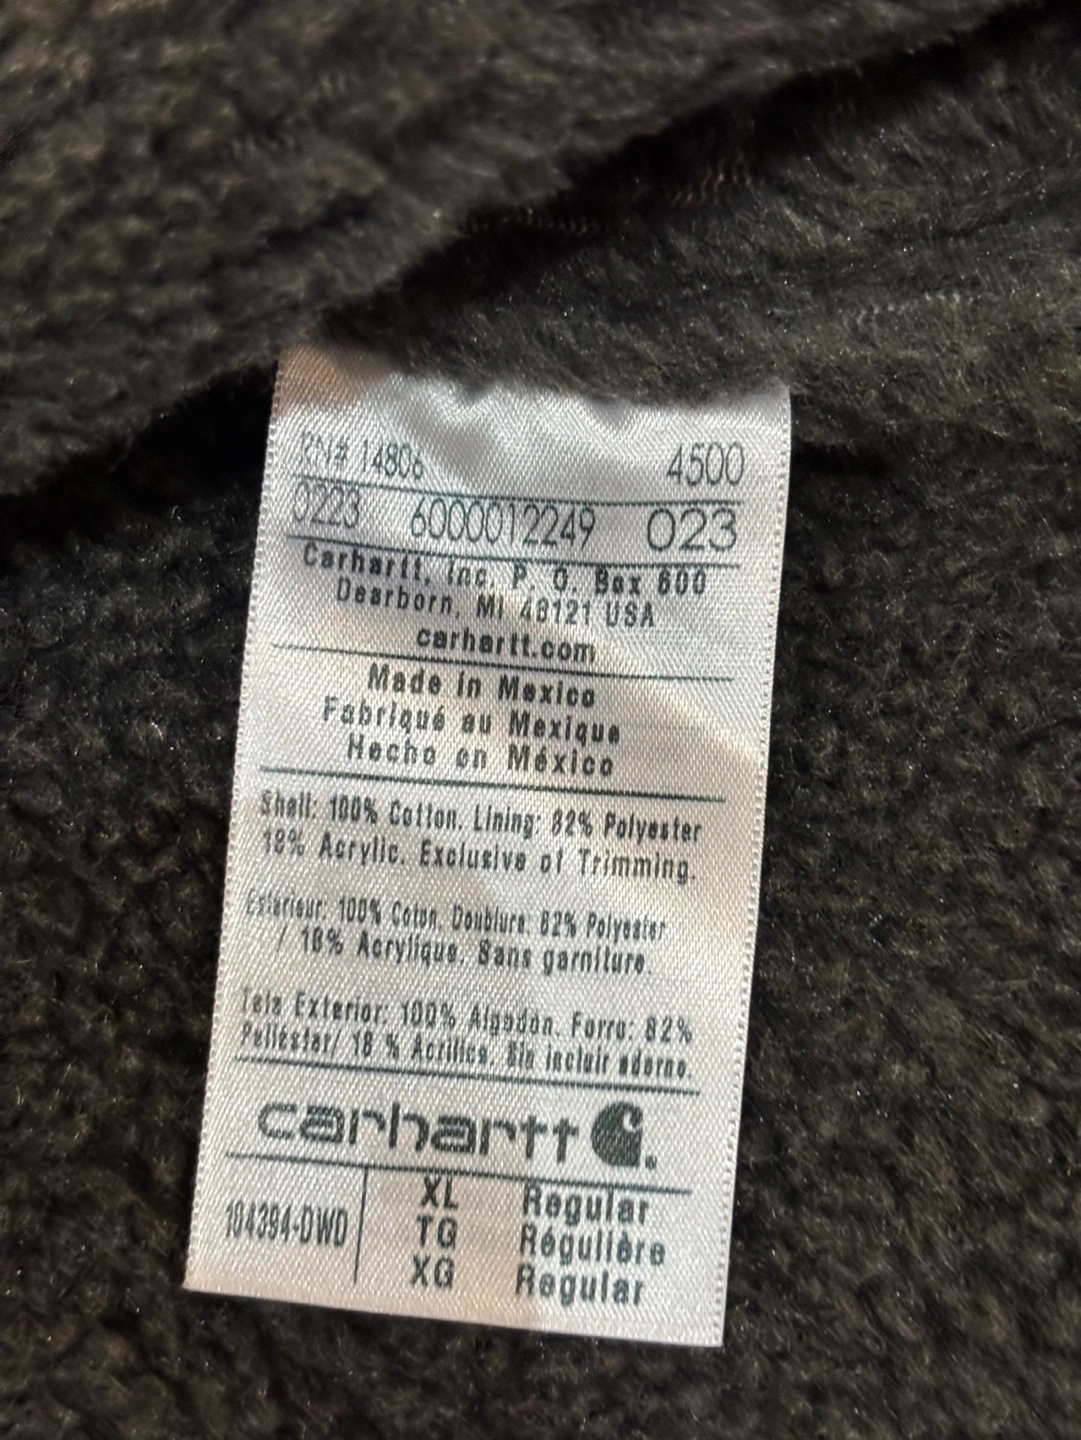 RN# 14806 4500
0223 6000012249 023
Carhartt, Inc. P. O. Box 600
Dearborn, MI 48121 USA
carhartt.com
Made in Mexico
Fabriqué au Mexique
Hecho en México
Shell: 100% Cotton. Lining: 82% Polyester
18% Acrylic. Exclusive of Trimming.
Extérieur: 100% Coton. Doublure: 82% Polyester
/ 18% Acrylique. Sans garniture.
Tela Exterior: 100% Algodón. Forro: 82%
Poliéster/ 18 % Acrílico. Sin incluir adorno.
carhartt
104394-DWD
XL Regular
TG Régulière
XG Regular